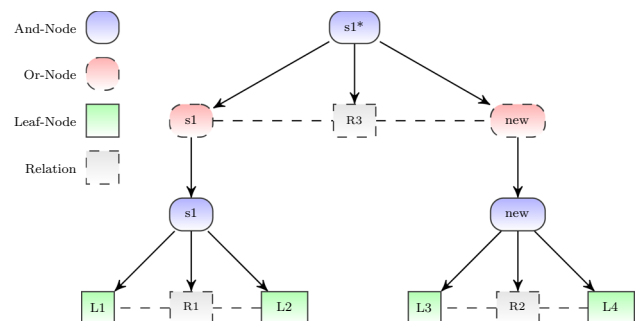 And-Node
Or-Node
Leaf-Node
Relation
s1*
s1
R3
new
s1
new
L1
R1
L2
L3
R2
L4